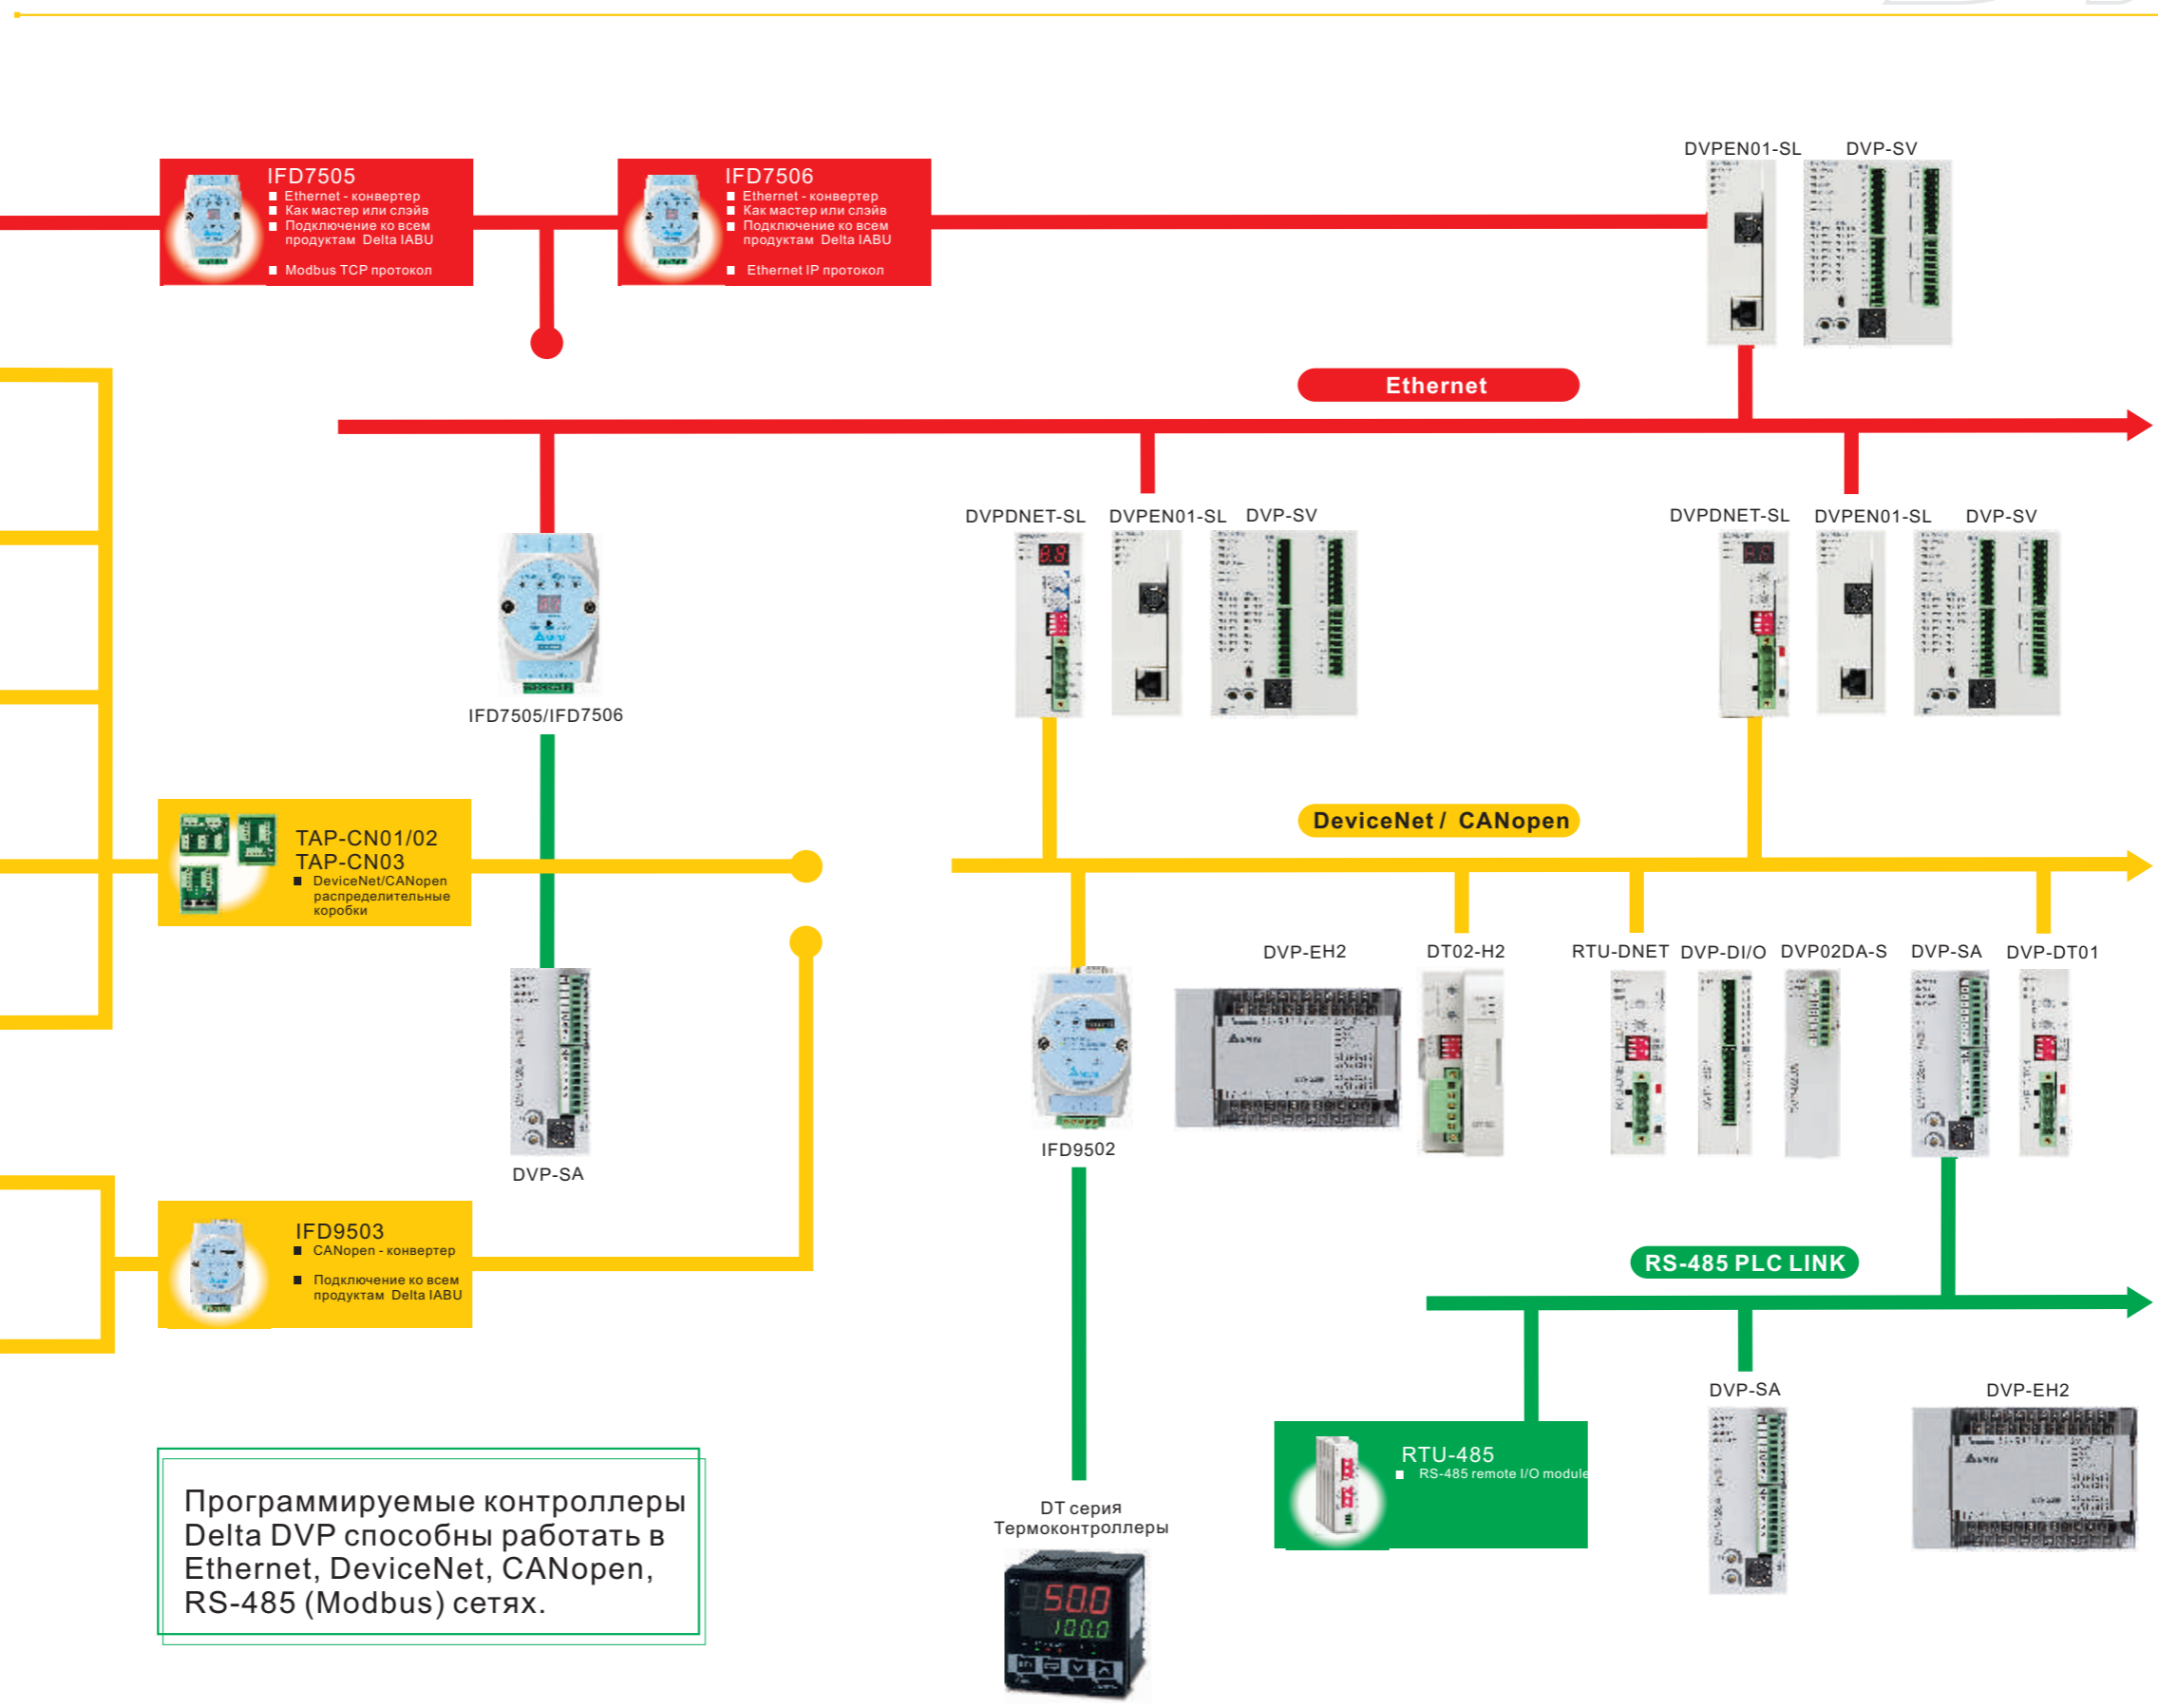 DVPEN01-SL DVP-SV
IFD7505
Ethernet - конвертер
Как мастер или слэйв
Подключение ко всем
продуктам Delta IABU
Modbus TCP протокол
IFD7506
Ethernet - конвертер
Как мастер или слэйв
Подключение ко всем
продуктам Delta IABU
Ethernet IP протокол
Ethernet
DVPDNET-SL DVPEN01-SL DVP-SV
DVPDNET-SL DVPEN01-SL DVP-SV
IFD7505/IFD7506
DeviceNet / CANopen
TAP-CN01/02
TAP-CN03
DeviceNet/CANopen
распределительные
коробки
DVP-EH2 DT02-H2 RTU-DNET DVP-DI/O DVP02DA-S DVP-SA DVP-DT01
IFD9502
DVP-SA
IFD9503
CANopen - конвертер
Подключение ко всем
продуктам Delta IABU
RS-485 PLC LINK
DVP-SA DVP-EH2
RTU-485
RS-485 remote I/O module
Программируемые контроллеры
Delta DVP способны работать в
Ethernet, DeviceNet, CANopen,
RS-485 (Modbus) сетях.
DT серия
Термоконтроллеры
50.0
100.0